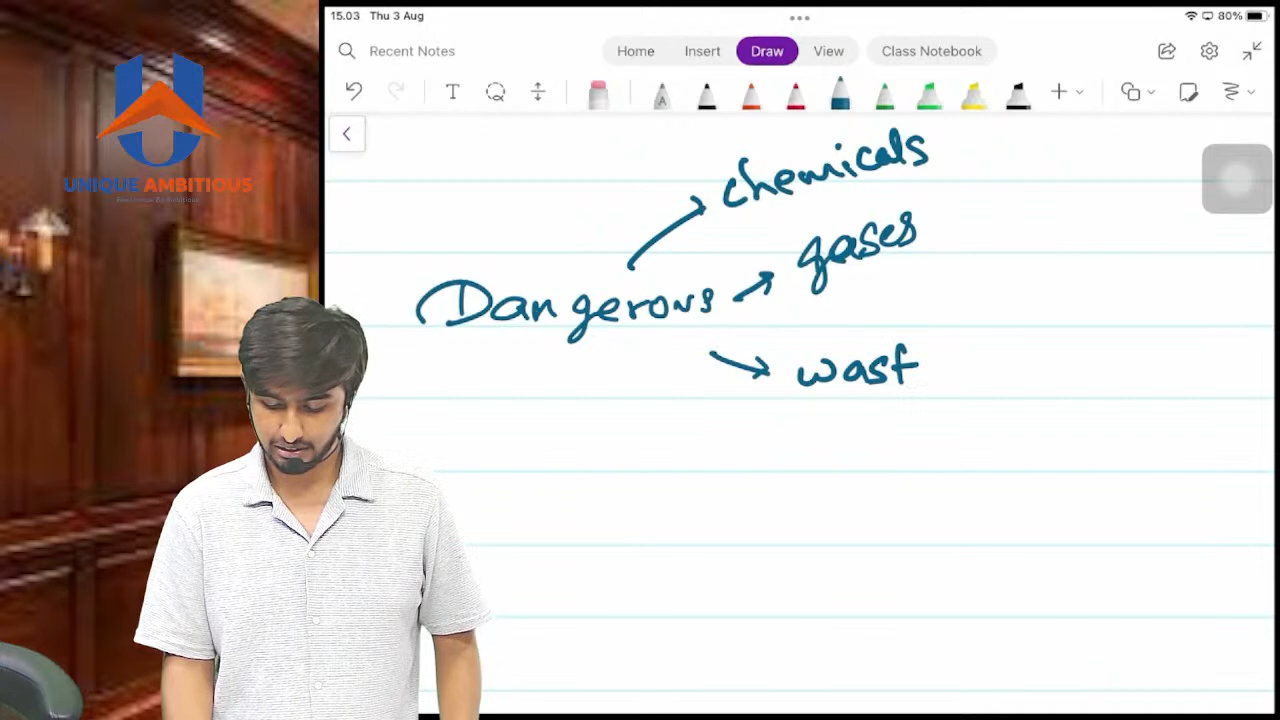 15.03 Thu 3 Aug
80%
Recent Notes
Home Insert Draw View Class Notebook
UNIQUE AMBITIOUS
chemicals
gases
Dangerous
wast